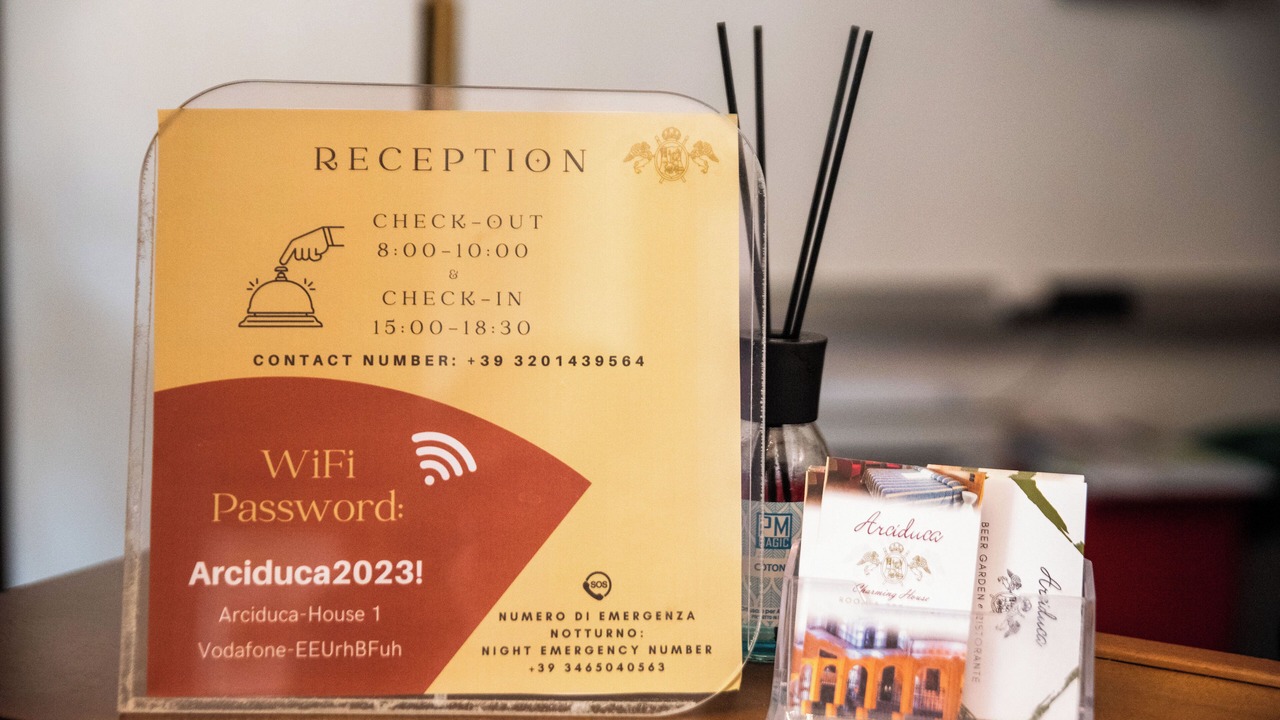 RECEPTION
CHECK-OUT
8:00-10:00
&
CHECK-IN
15:00-18:30
CONTACT NUMBER: +39 3201439564
WiFi
Password:
Arciduca2023!
Arciduca-House 1
Vodafone-EEUrhBFuh
SOS
NUMERO DI EMERGENZA
NOTTURNO:
NIGHT EMERGENCY NUMBER
+39 3465040563
PM
COTON
Arciduca
Charming House
BEER GARDEN e RISTORANTE
Arciduca